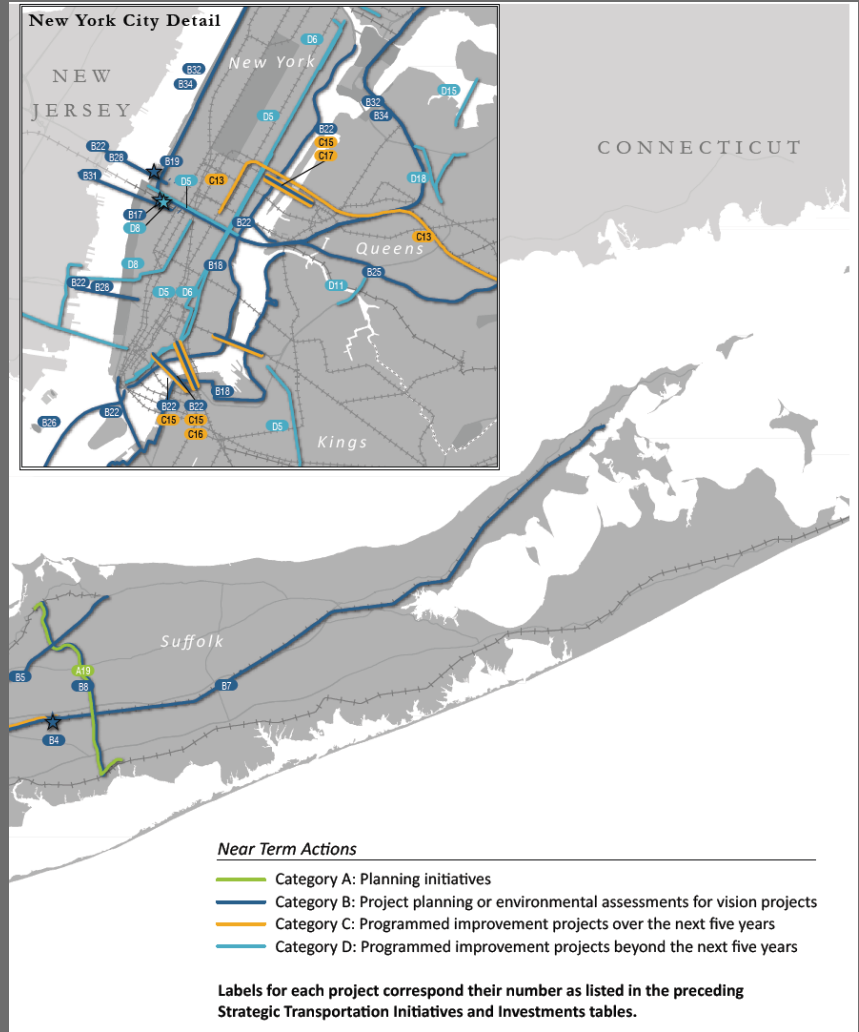 New York City Detail
NEW
JERSEY
New York
CONNECTICUT
D6
B32
B34
D5
D15
B32
B34
B22
C15
C17
B22
B28
B19
B31
D5
C13
D18
B17
D8
B22
C13
Queens
D8
B18
B25
B22
B28
D5
D6
D11
B18
B22
B22
C15
B22
C15
C16
B26
D5
Kings
Suffolk
A19
B5
B8
B7
B4
Near Term Actions
Category A: Planning initiatives
Category B: Project planning or environmental assessments for vision projects
Category C: Programmed improvement projects over the next five years
Category D: Programmed improvement projects beyond the next five years
Labels for each project correspond their number as listed in the preceding
Strategic Transportation Initiatives and Investments tables.